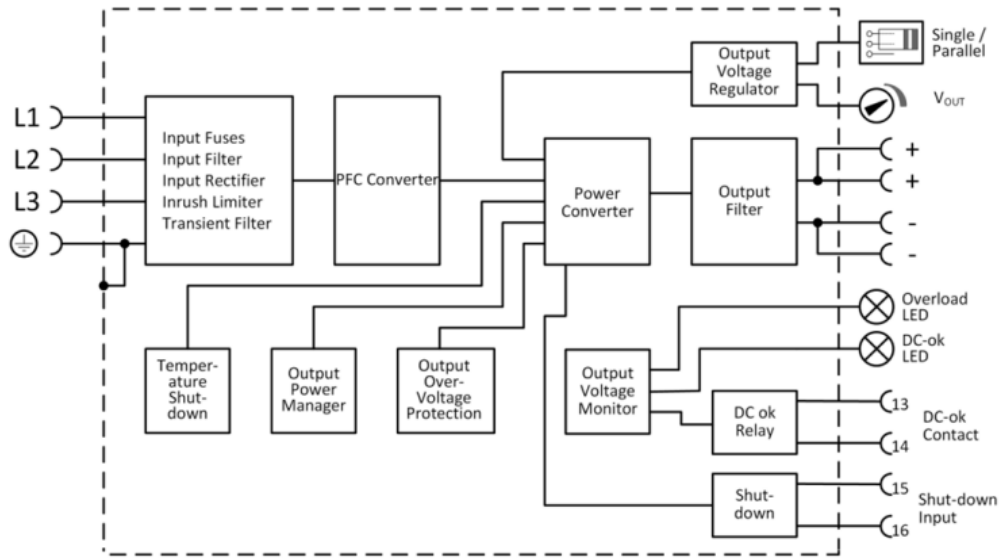 Single /
Parallel
Output
Voltage
Regulator
VOUT
L1
L2
L3
Input Fuses
Input Filter
Input Rectifier
Inrush Limiter
Transient Filter
PFC Converter
Power
Converter
Output
Filter
+
+
-
-
Overload
LED
DC-ok
LED
Temper-
ature
Shut-
down
Output
Power
Manager
Output
Over-
Voltage
Protection
Output
Voltage
Monitor
DC ok
Relay
13
14
DC-ok
Contact
Shut-
down
15
16
Shut-down
Input